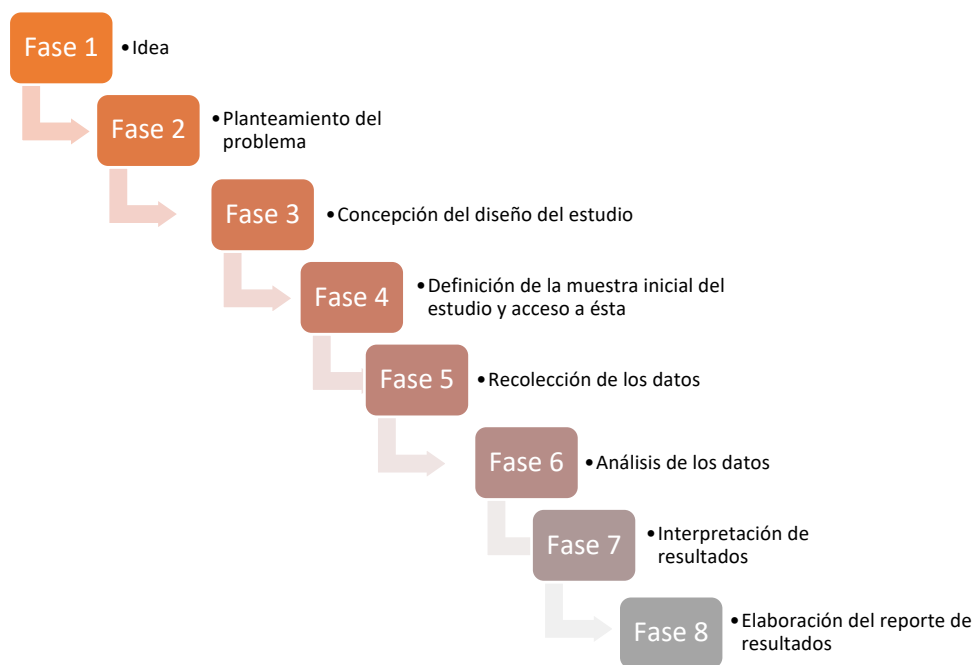 Fase 1
•Idea
Fase 2
•Planteamiento del
problema
Fase 3
•Concepción del diseño del estudio
Fase 4
•Definición de la muestra inicial del
estudio y acceso a ésta
Fase 5
•Recolección de los datos
Fase 6
•Análisis de los datos
Fase 7
•Interpretación de
resultados
Fase 8
•Elaboración del reporte de
resultados